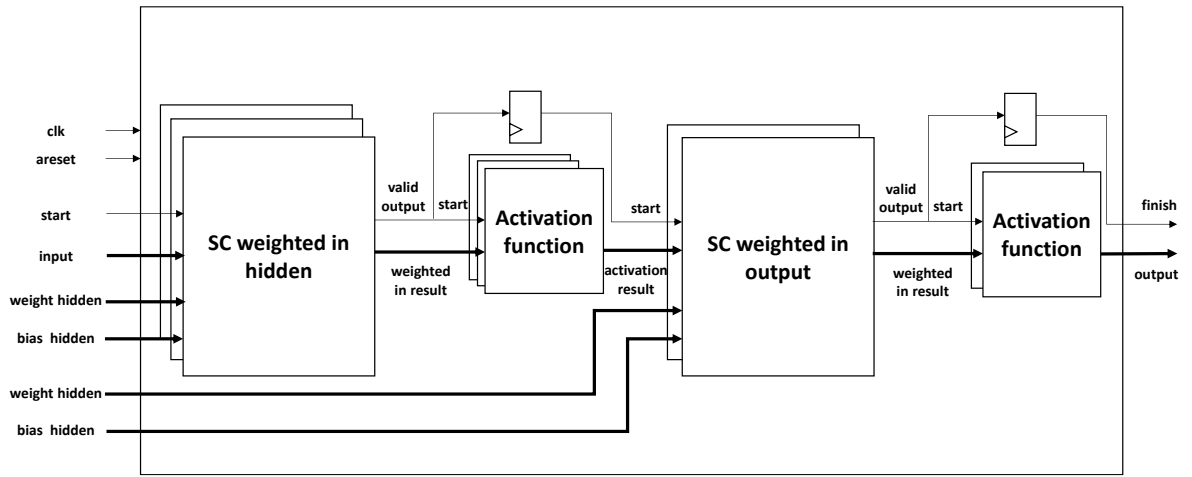 clk
areset
start
input
weight hidden
bias hidden
weight hidden
bias hidden
SC weighted in
hidden
valid
output
start
weighted
in result
Activation
function
start
activation
result
SC weighted in
output
valid
output
start
weighted
in result
Activation
function
finish
output